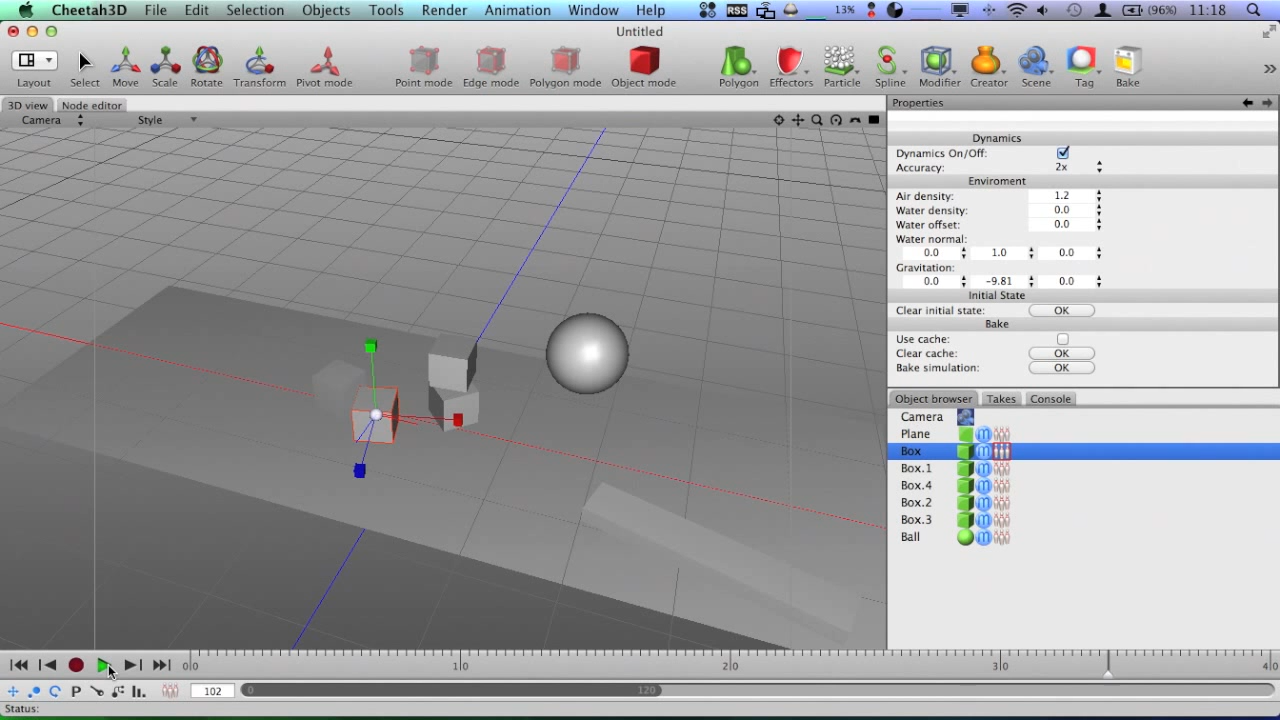 Cheetah3D File Edit Selection Objects Tools Render Animation Window Help RSS 13% (96%) 11:18
Untitled
Layout Select Move Scale Rotate Transform Pivot mode Point mode Edge mode Polygon mode Object mode Polygon Effectors Particle Spline Modifier Creator Scene Tag Bake
3D view Node editor
Camera Style
Properties
Dynamics
Dynamics On/Off:
Accuracy: 2x
Enviroment
Air density: 1.2
Water density: 0.0
Water offset: 0.0
Water normal:
0.0 1.0 0.0
Gravitation:
0.0 -9.81 0.0
Initial State
Clear initial state: OK
Bake
Use cache:
Clear cache: OK
Bake simulation: OK
Object browser Takes Console
Camera
Plane
Box
Box.1
Box.4
Box.2
Box.3
Ball
0.0 1.0 2.0 3.0 4.0
P 102 0 120
Status: